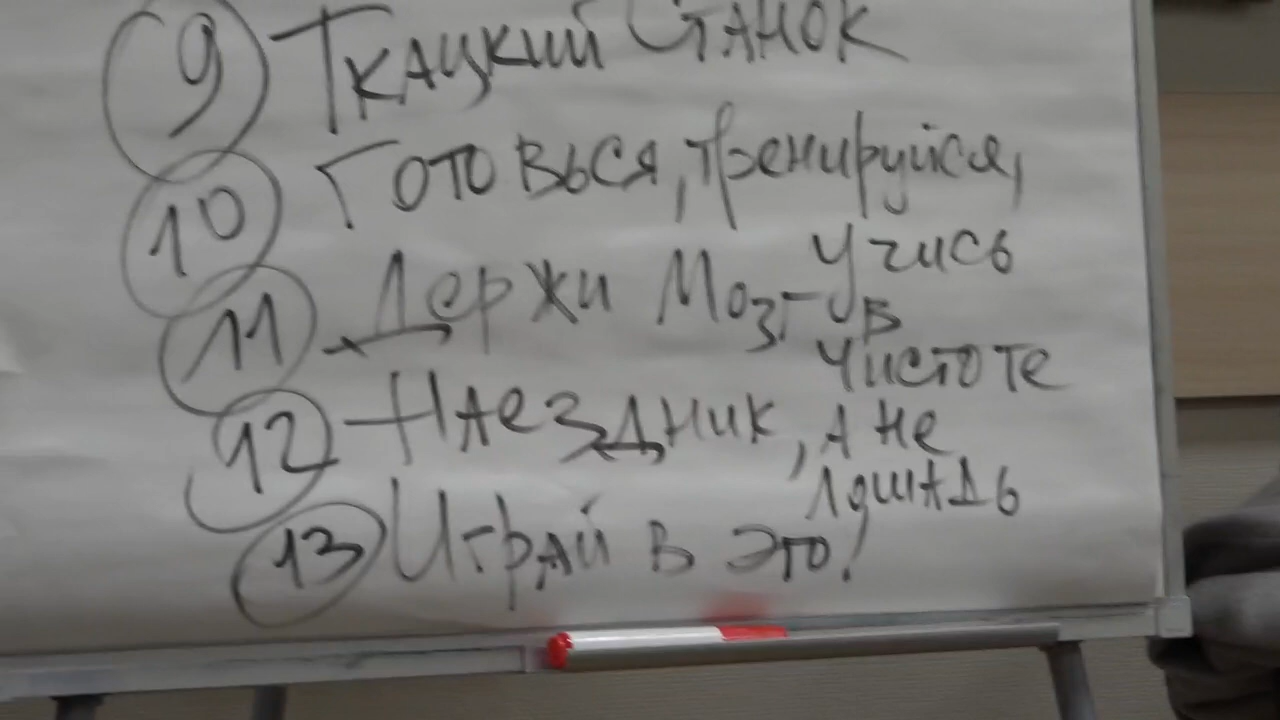 9 Ткацкий Станок
10 Готовься, тренируйся,
учись
11 Держи Мозг в
чистоте
12 Наездник, а не
лошадь
13 Играй в это!